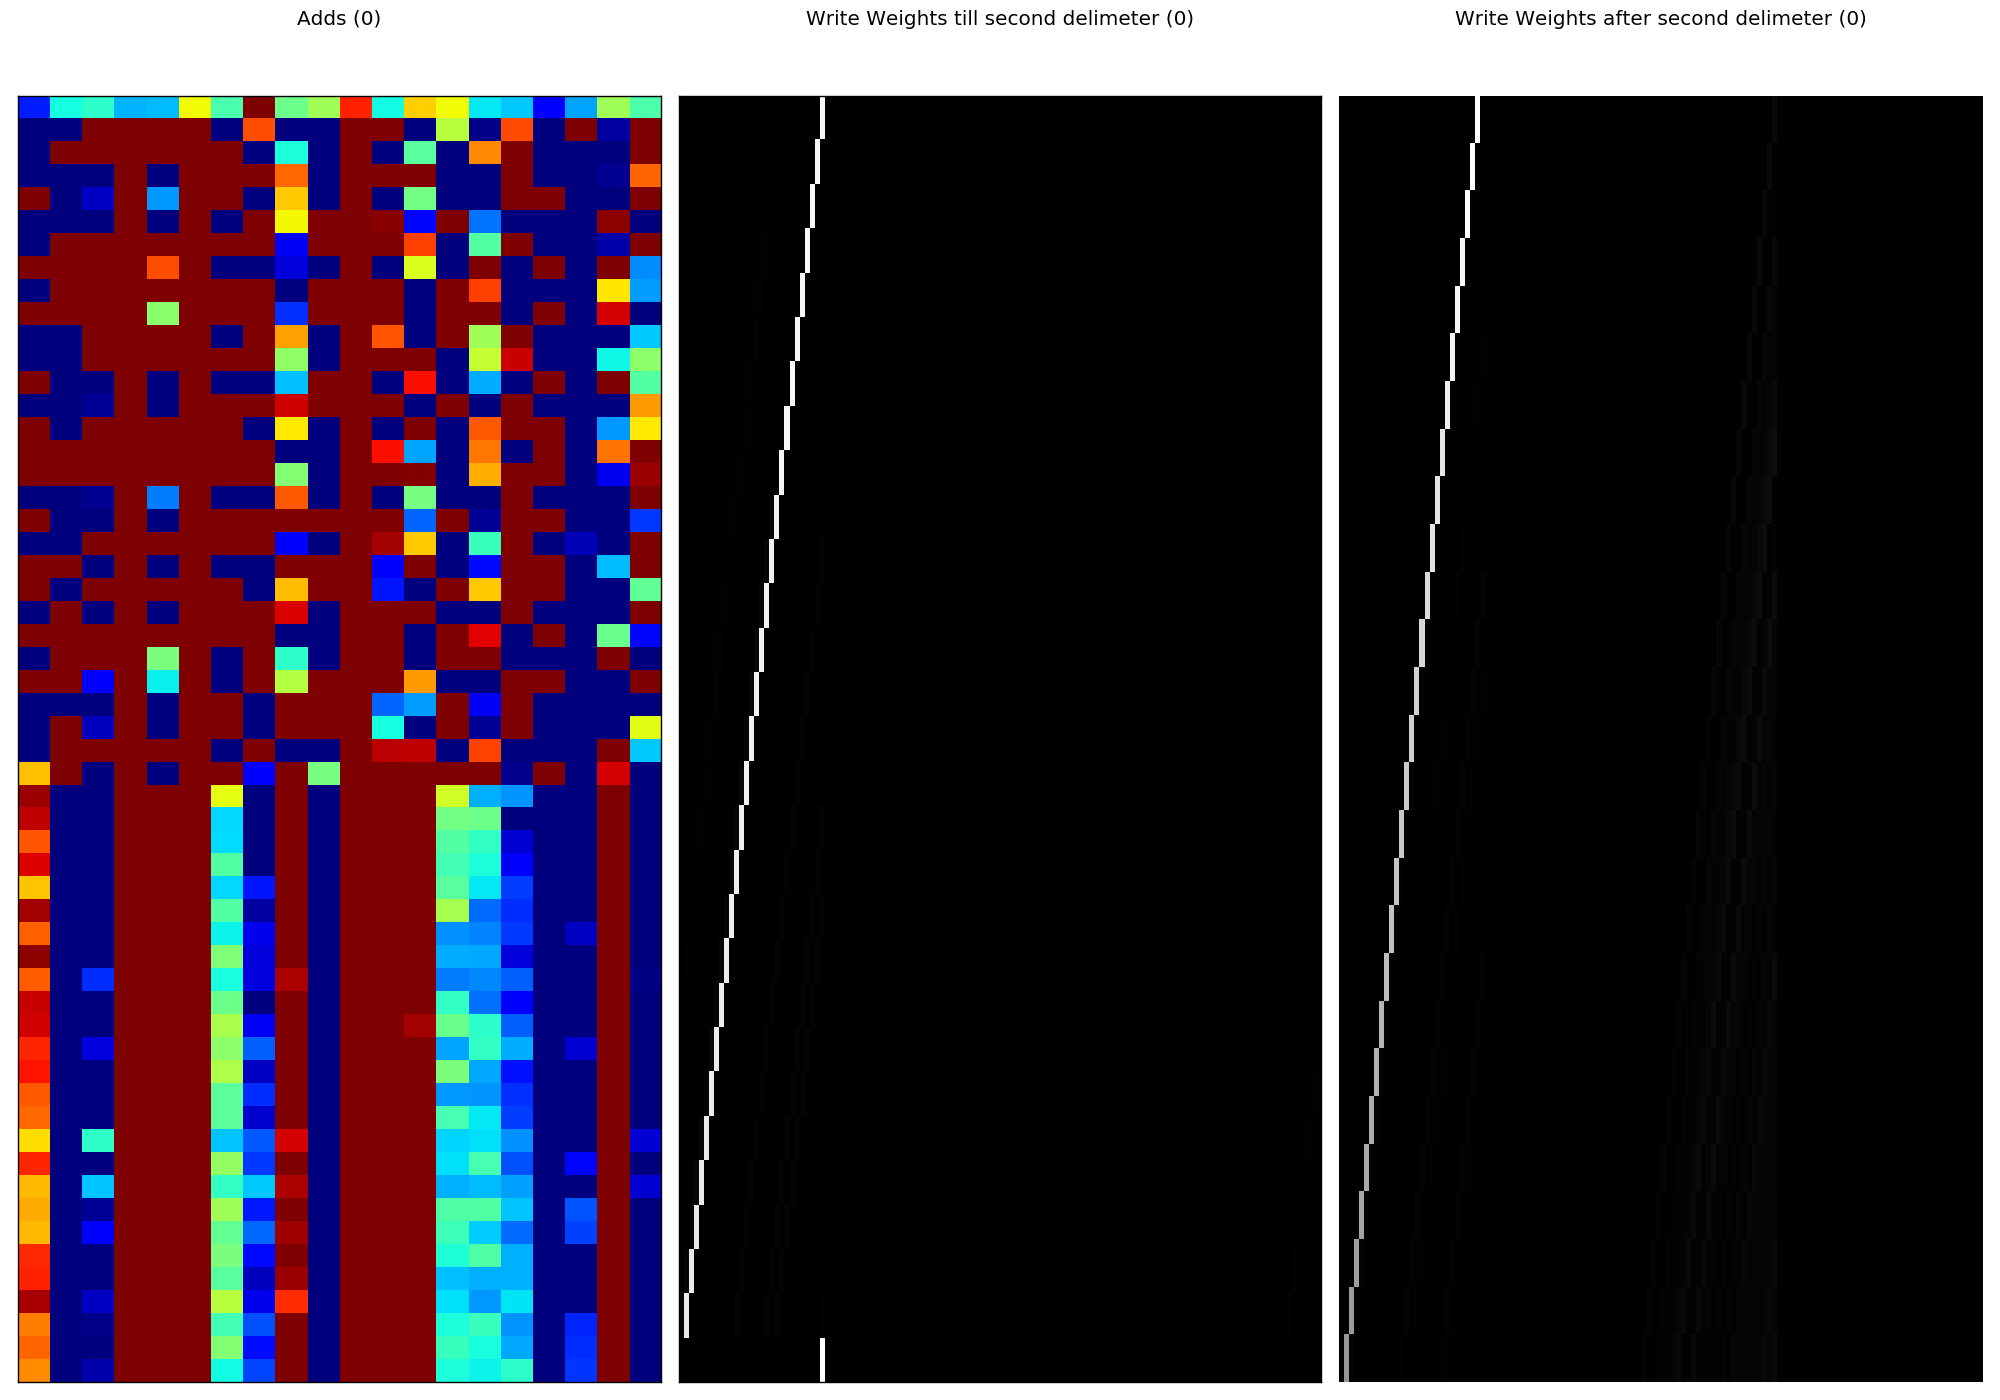 Adds (0)
Write Weights till second delimeter (0)
Write Weights after second delimeter (0)